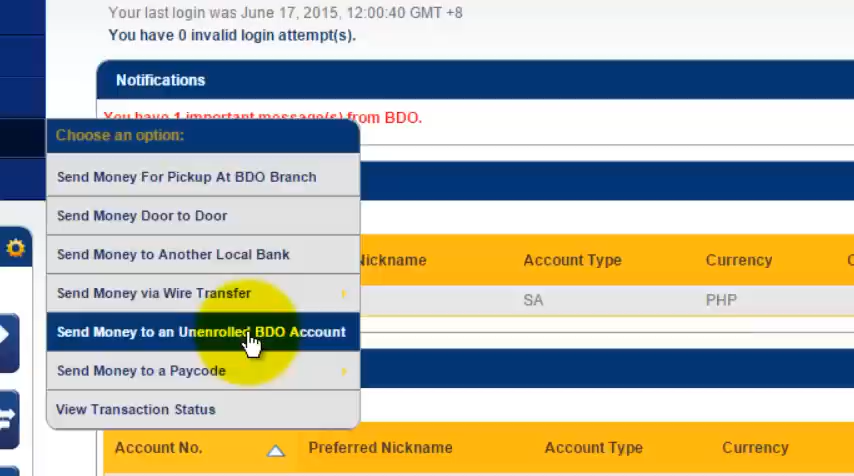 Your last login was June 17, 2015, 12:00:40 GMT +8
You have 0 invalid login attempt(s).
Notifications
You have 1 important message(s) from BDO.
Choose an option:
Send Money For Pickup At BDO Branch
Send Money Door to Door
Send Money to Another Local Bank
Send Money via Wire Transfer
Send Money to an Unenrolled BDO Account
Send Money to a Paycode
View Transaction Status
Nickname Account Type Currency
SA PHP
Account No. Preferred Nickname Account Type Currency